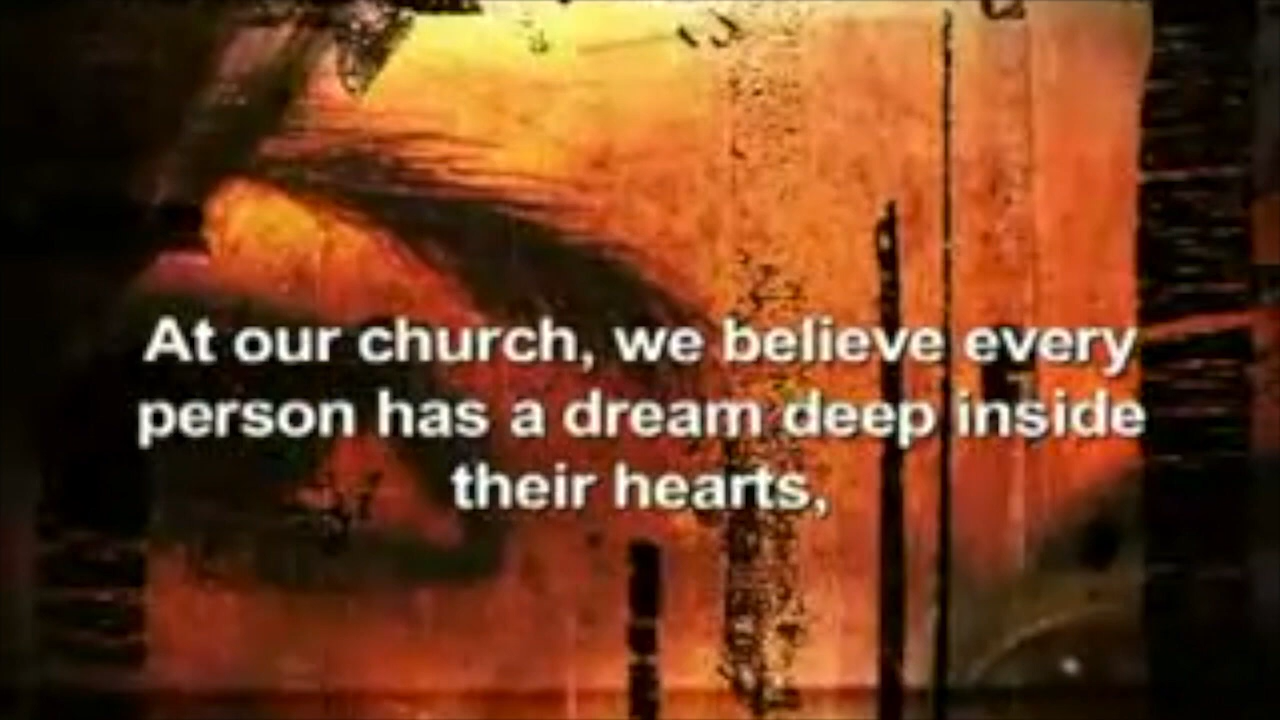 At our church, we believe every
person has a dream deep inside
their hearts,